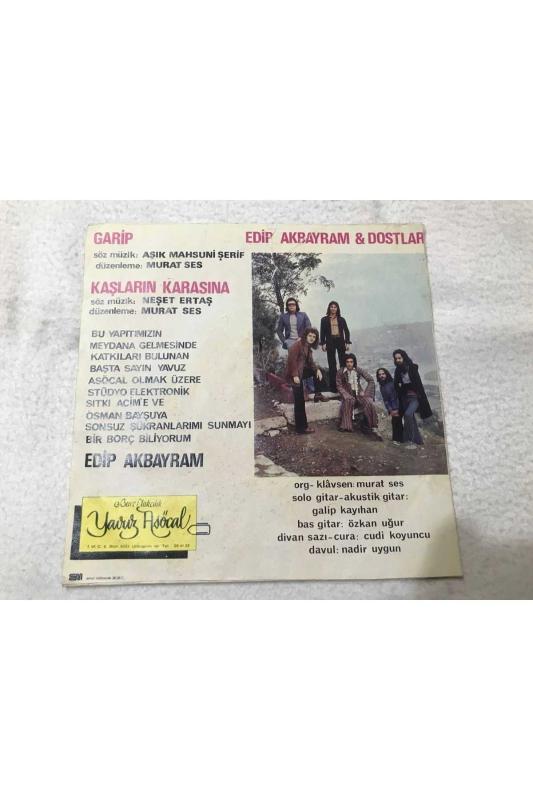 GARİP
söz müzik: AŞIK MAHSUNİ ŞERİF
düzenleme: MURAT SES
KAŞLARIN KARASINA
söz müzik: NEŞET ERTAŞ
düzenleme: MURAT SES
BU YAPITIMIZIN
MEYDANA GELMESİNDE
KATKILARI BULUNAN
BAŞTA SAYIN YAVUZ
ASÖCAL OLMAK ÜZERE
STÜDYO ELEKTRONİK
SITKI ACIM'E VE
OSMAN BAYŞUYA
SONSUZ ŞÜKRANLARIMI SUNMAYI
BİR BORÇ BİLİYORUM
EDİP AKBAYRAM
Yavuz Asöcal
EDİP AKBAYRAM & DOSTLAR
org- klâvsen: murat ses
solo gitar-akustik gitar:
galip kayıhan
bas gitar: özkan uğur
divan sazı-cura: cudi koyuncu
davul: nadir uygun